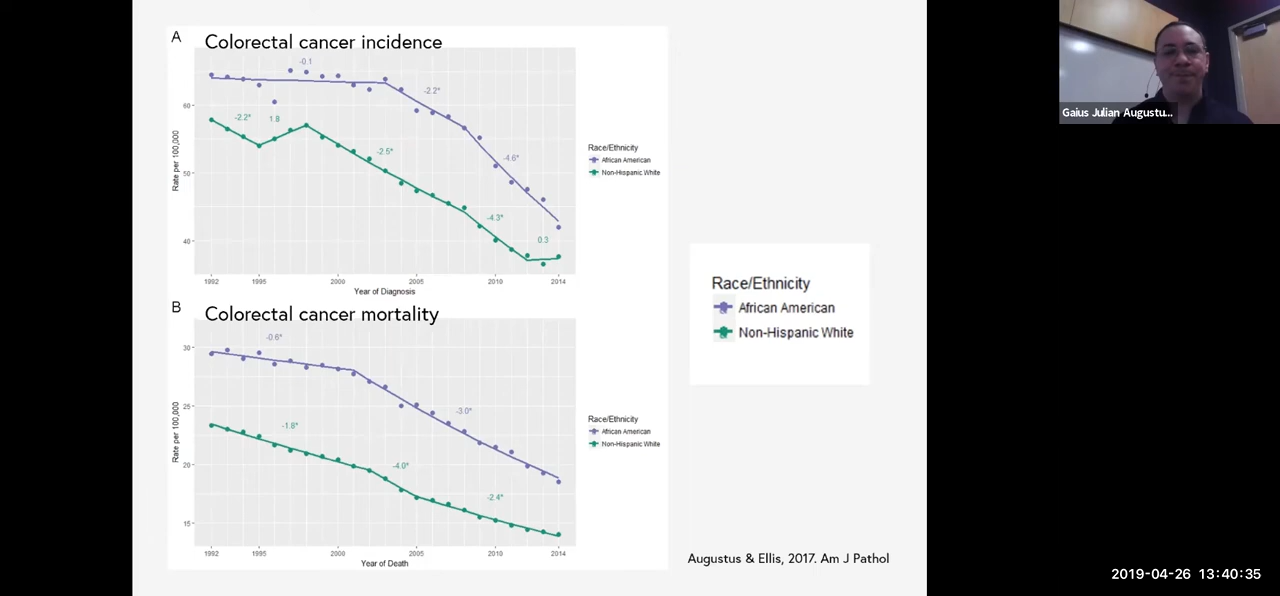 A
Colorectal cancer incidence
-0.1
-2.2*
-2.2*
1.8
-2.5*
-4.6*
-4.3*
0.3
60
50
40
Rate per 100,000
1992
1995
2000
2005
2010
2014
Year of Diagnosis
Race/Ethnicity
African American
Non-Hispanic White
B
Colorectal cancer mortality
-0.6*
-3.0*
-1.8*
-4.0*
-2.4*
30
25
20
15
Rate per 100,000
1992
1995
2000
2005
2010
2014
Year of Death
Race/Ethnicity
African American
Non-Hispanic White
Race/Ethnicity
African American
Non-Hispanic White
Augustus & Ellis, 2017. Am J Pathol
Gaius Julian Augustu...
2019-04-26 13:40:35